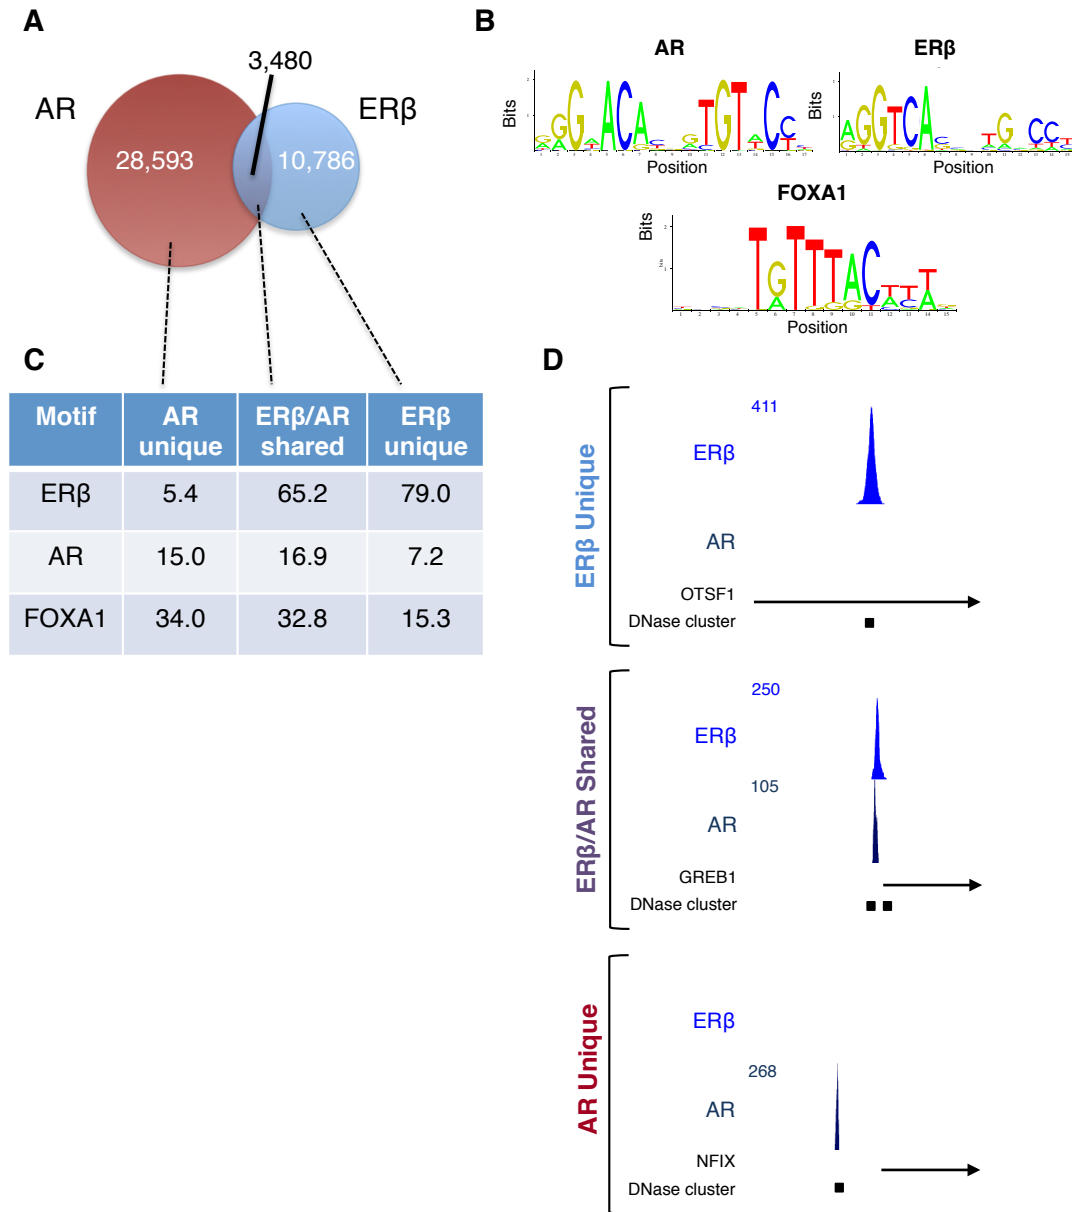 A
3,480
AR
ERβ
28,593
10,786
B
AR
Bits
Position
ERβ
Bits
Position
FOXA1
Bits
Position
C
Motif
AR unique
ERβ/AR shared
ERβ unique
ERβ 5.4 65.2 79.0
AR 15.0 16.9 7.2
FOXA1 34.0 32.8 15.3
D
ERβ Unique
411
ERβ
AR
OTSF1
DNase cluster
ERβ/AR Shared
250
ERβ
105
AR
GREB1
DNase cluster
AR Unique
ERβ
268
AR
NFIX
DNase cluster